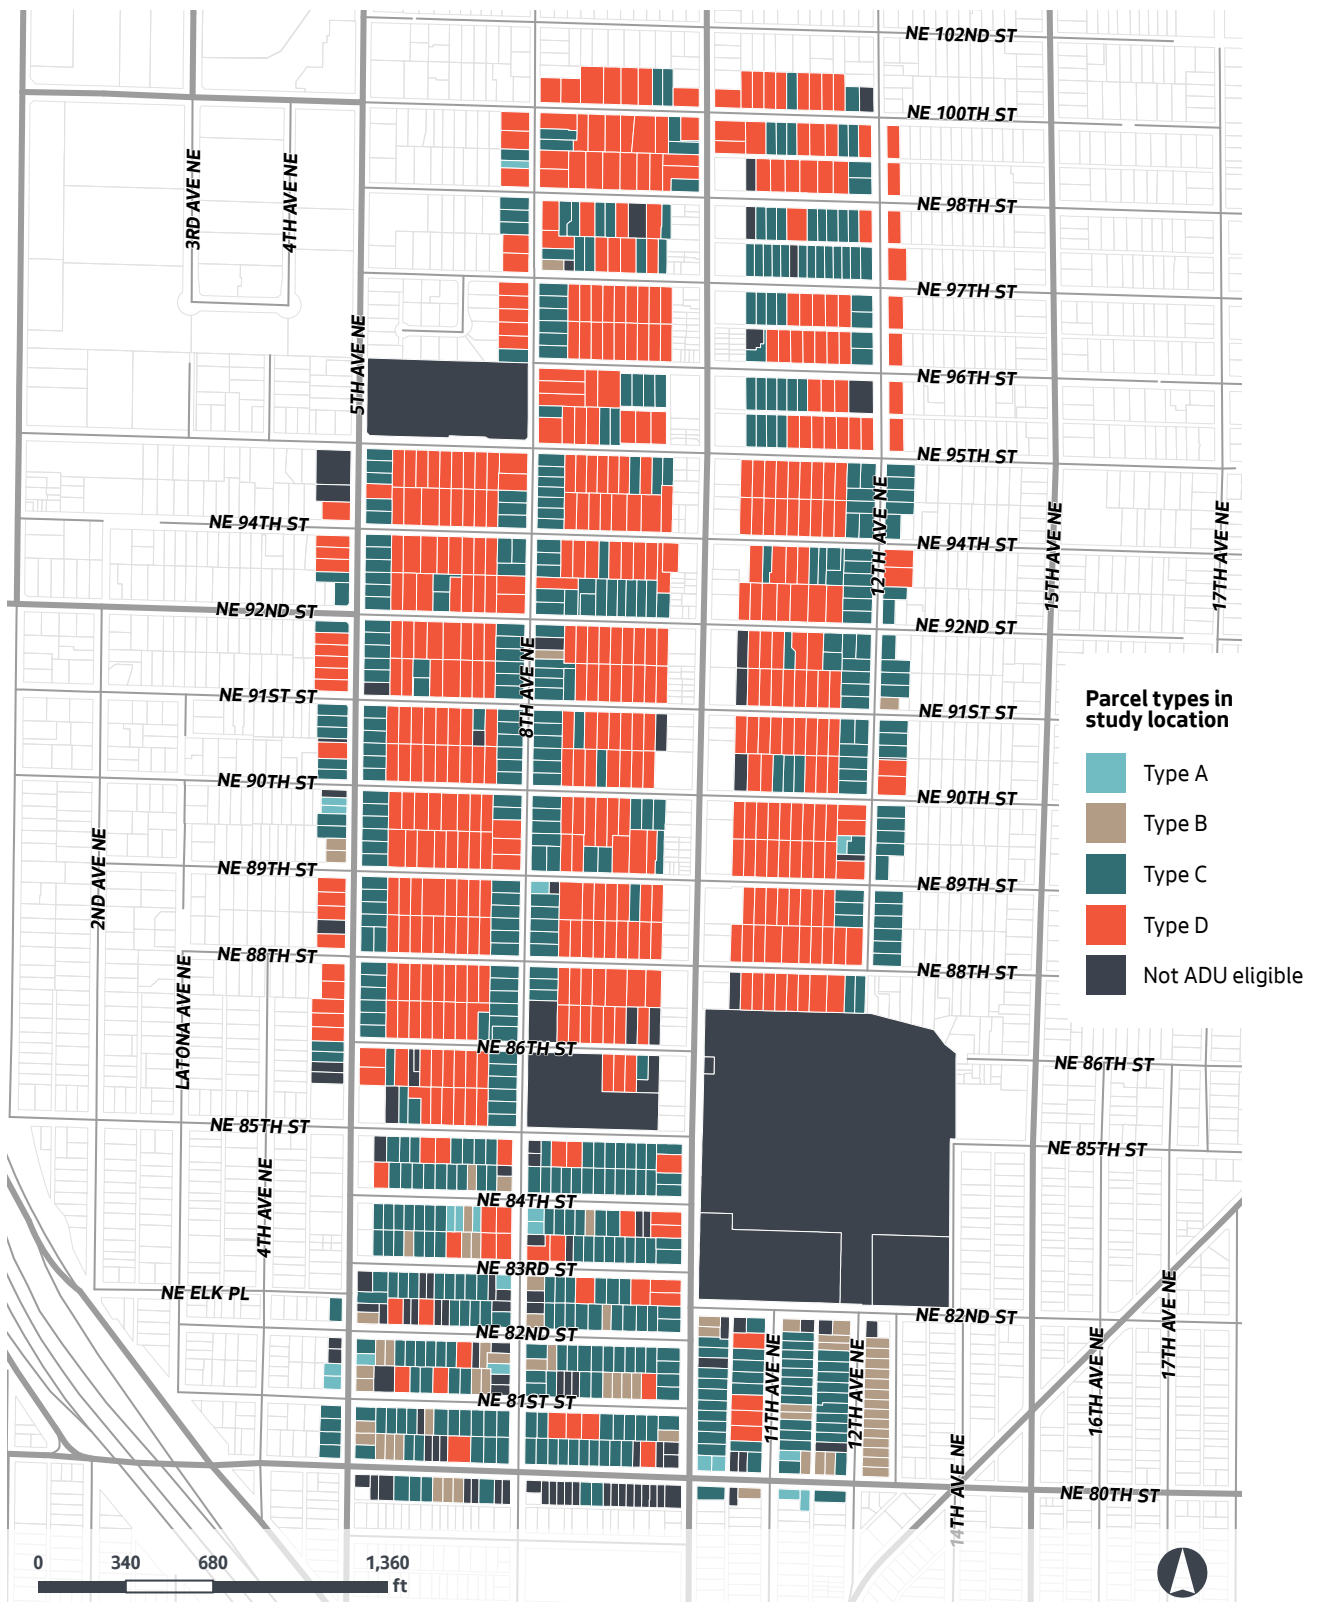 NE 102ND ST
NE 100TH ST
3RD AVE NE
4TH AVE NE
NE 98TH ST
NE 97TH ST
5TH AVE NE
NE 96TH ST
NE 95TH ST
NE 94TH ST
12TH AVE NE
15TH AVE NE
17TH AVE NE
NE 94TH ST
NE 92ND ST
NE 92ND ST
8TH AVE NE
NE 91ST ST
NE 91ST ST
Parcel types in
study location
Type A
Type B
Type C
Type D
Not ADU eligible
NE 90TH ST
NE 90TH ST
2ND AVE NE
NE 89TH ST
NE 89TH ST
NE 88TH ST
NE 88TH ST
LATONA AVE NE
NE 86TH ST
NE 86TH ST
NE 85TH ST
NE 85TH ST
4TH AVE NE
NE 84TH ST
NE 83RD ST
NE ELK PL
17TH AVE NE
NE 82ND ST
NE 82ND ST
11TH AVE NE
12TH AVE NE
16TH AVE NE
NE 81ST ST
14TH AVE NE
NE 80TH ST
0 340 680 1,360
ft